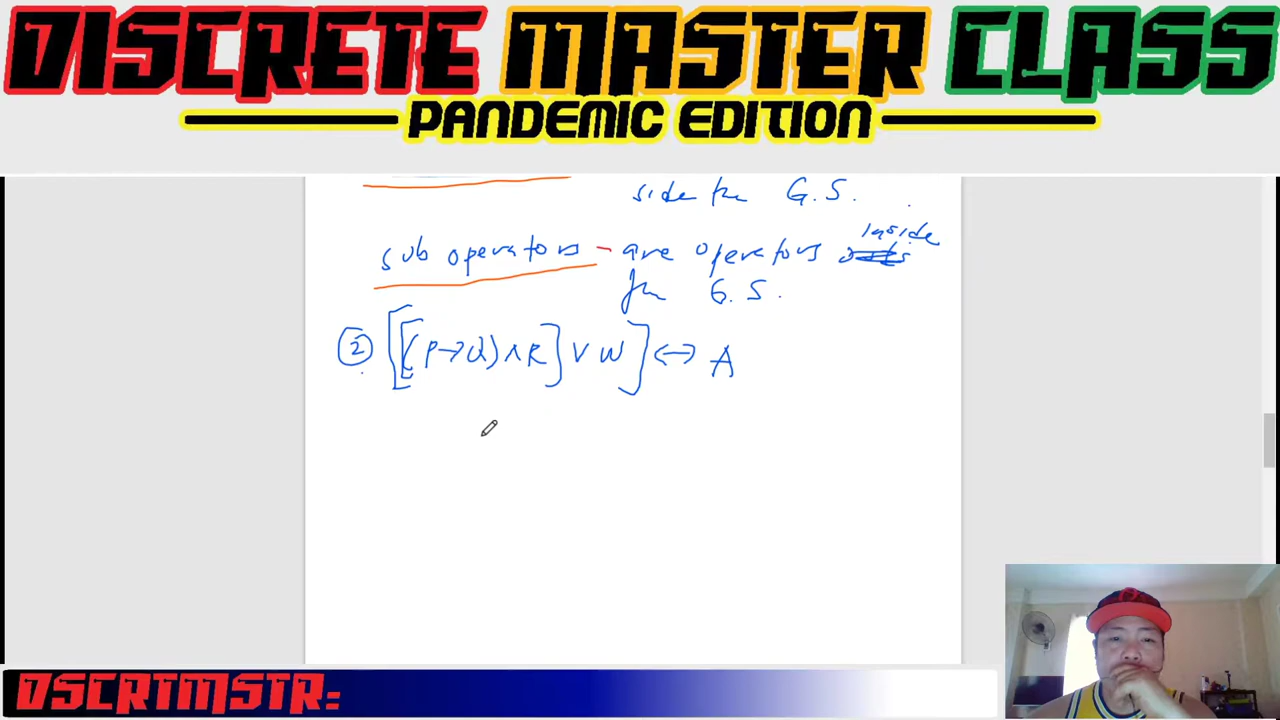 DISCRETE MASTER CLASS
PANDEMIC EDITION
side the G.S.
sub operators - are operators inside
the G.S.
② [[(P→Q)∧R]∨W]↔A
DSCRTMSTR: